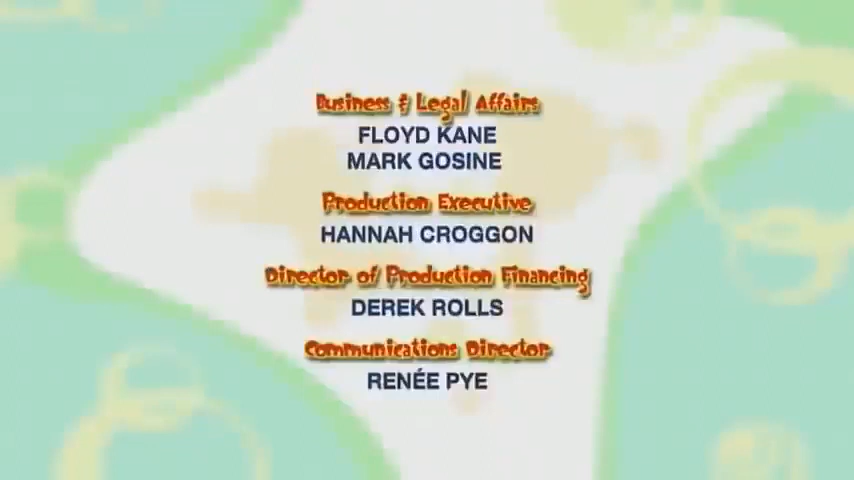 Business & Legal Affairs
FLOYD KANE
MARK GOSINE
Production Executive
HANNAH CROGGON
Director of Production Financing
DEREK ROLLS
Communications Director
RENÉE PYE